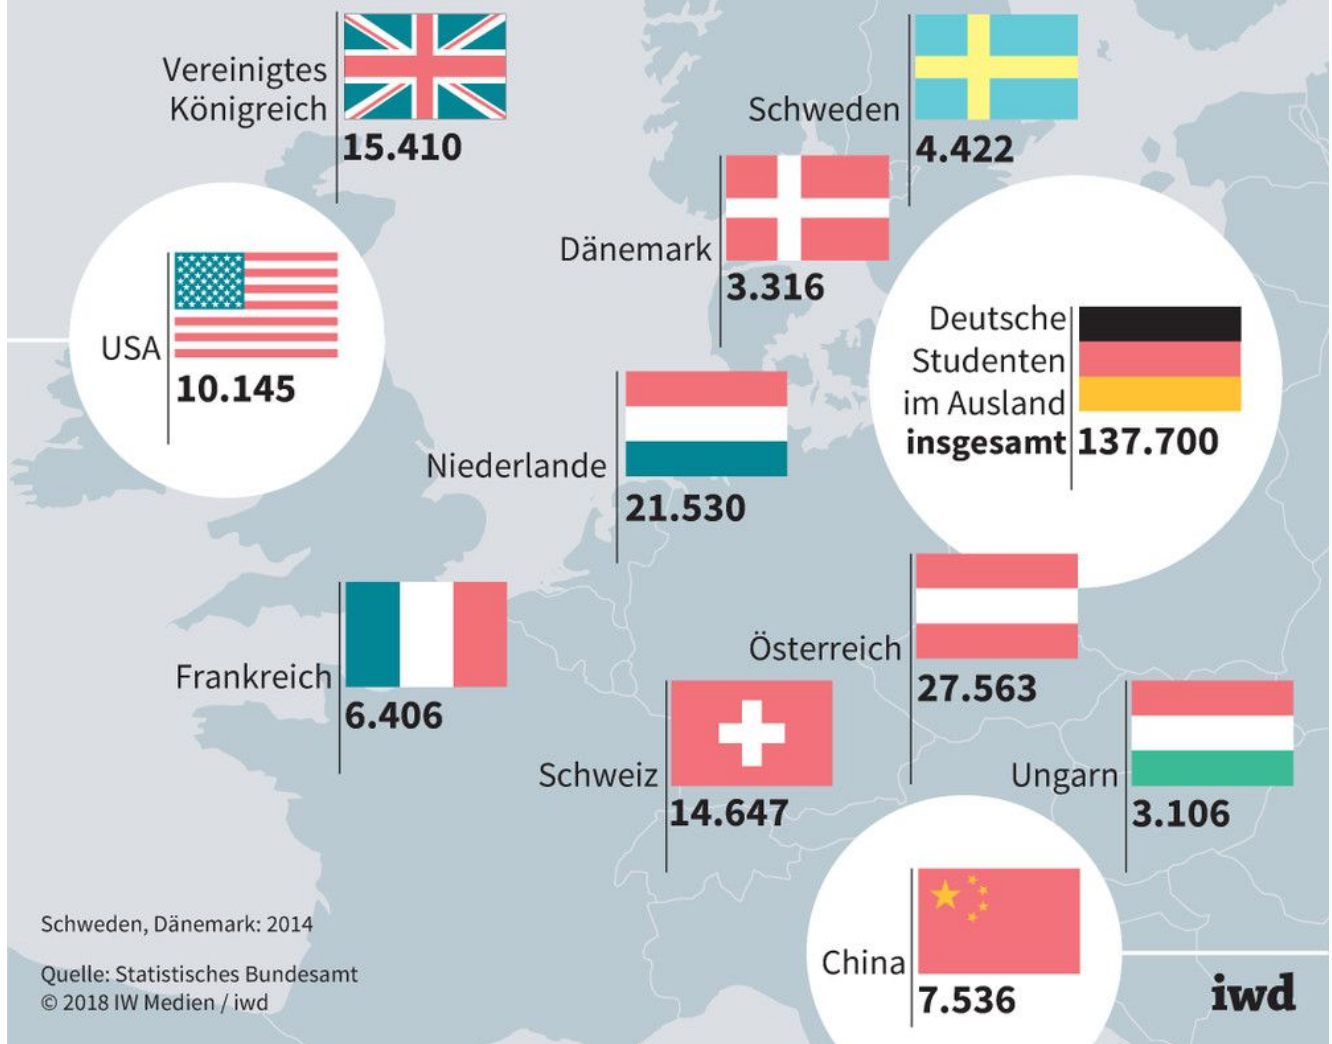 Vereinigtes
Königreich
15.410
Schweden
4.422
Dänemark
3.316
USA
10.145
Deutsche
Studenten
im Ausland
insgesamt 137.700
Niederlande
21.530
Österreich
27.563
Frankreich
6.406
Schweiz
14.647
Ungarn
3.106
China
7.536
Schweden, Dänemark: 2014
Quelle: Statistisches Bundesamt
© 2018 IW Medien / iwd
iwd